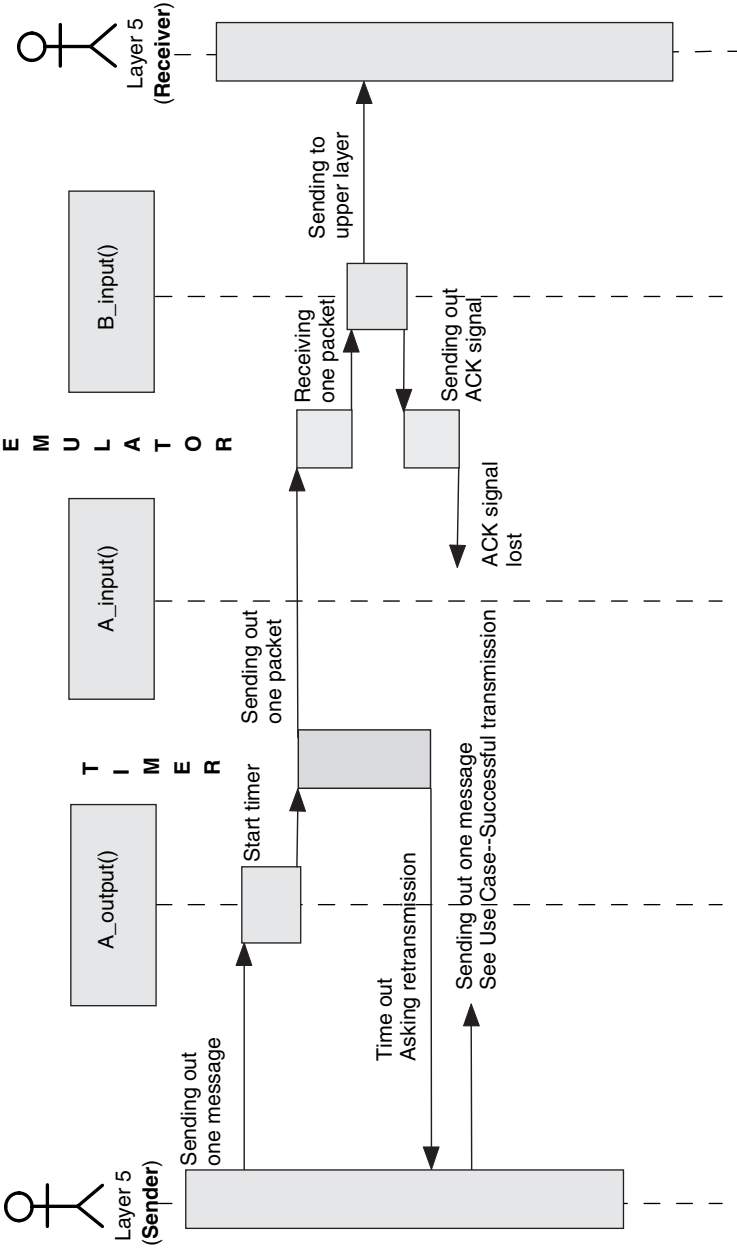 Layer 5
(Sender)
A_output()
TIMER
A_input()
EMULATOR
B_input()
Layer 5
(Receiver)
Sending out
one message
Start timer
Sending out
one packet
Receiving
one packet
Sending to
upper layer
Sending out
ACK signal
ACK signal
lost
Time out
Asking retransmission
Sending out one message
See Use Case--Successful transmission